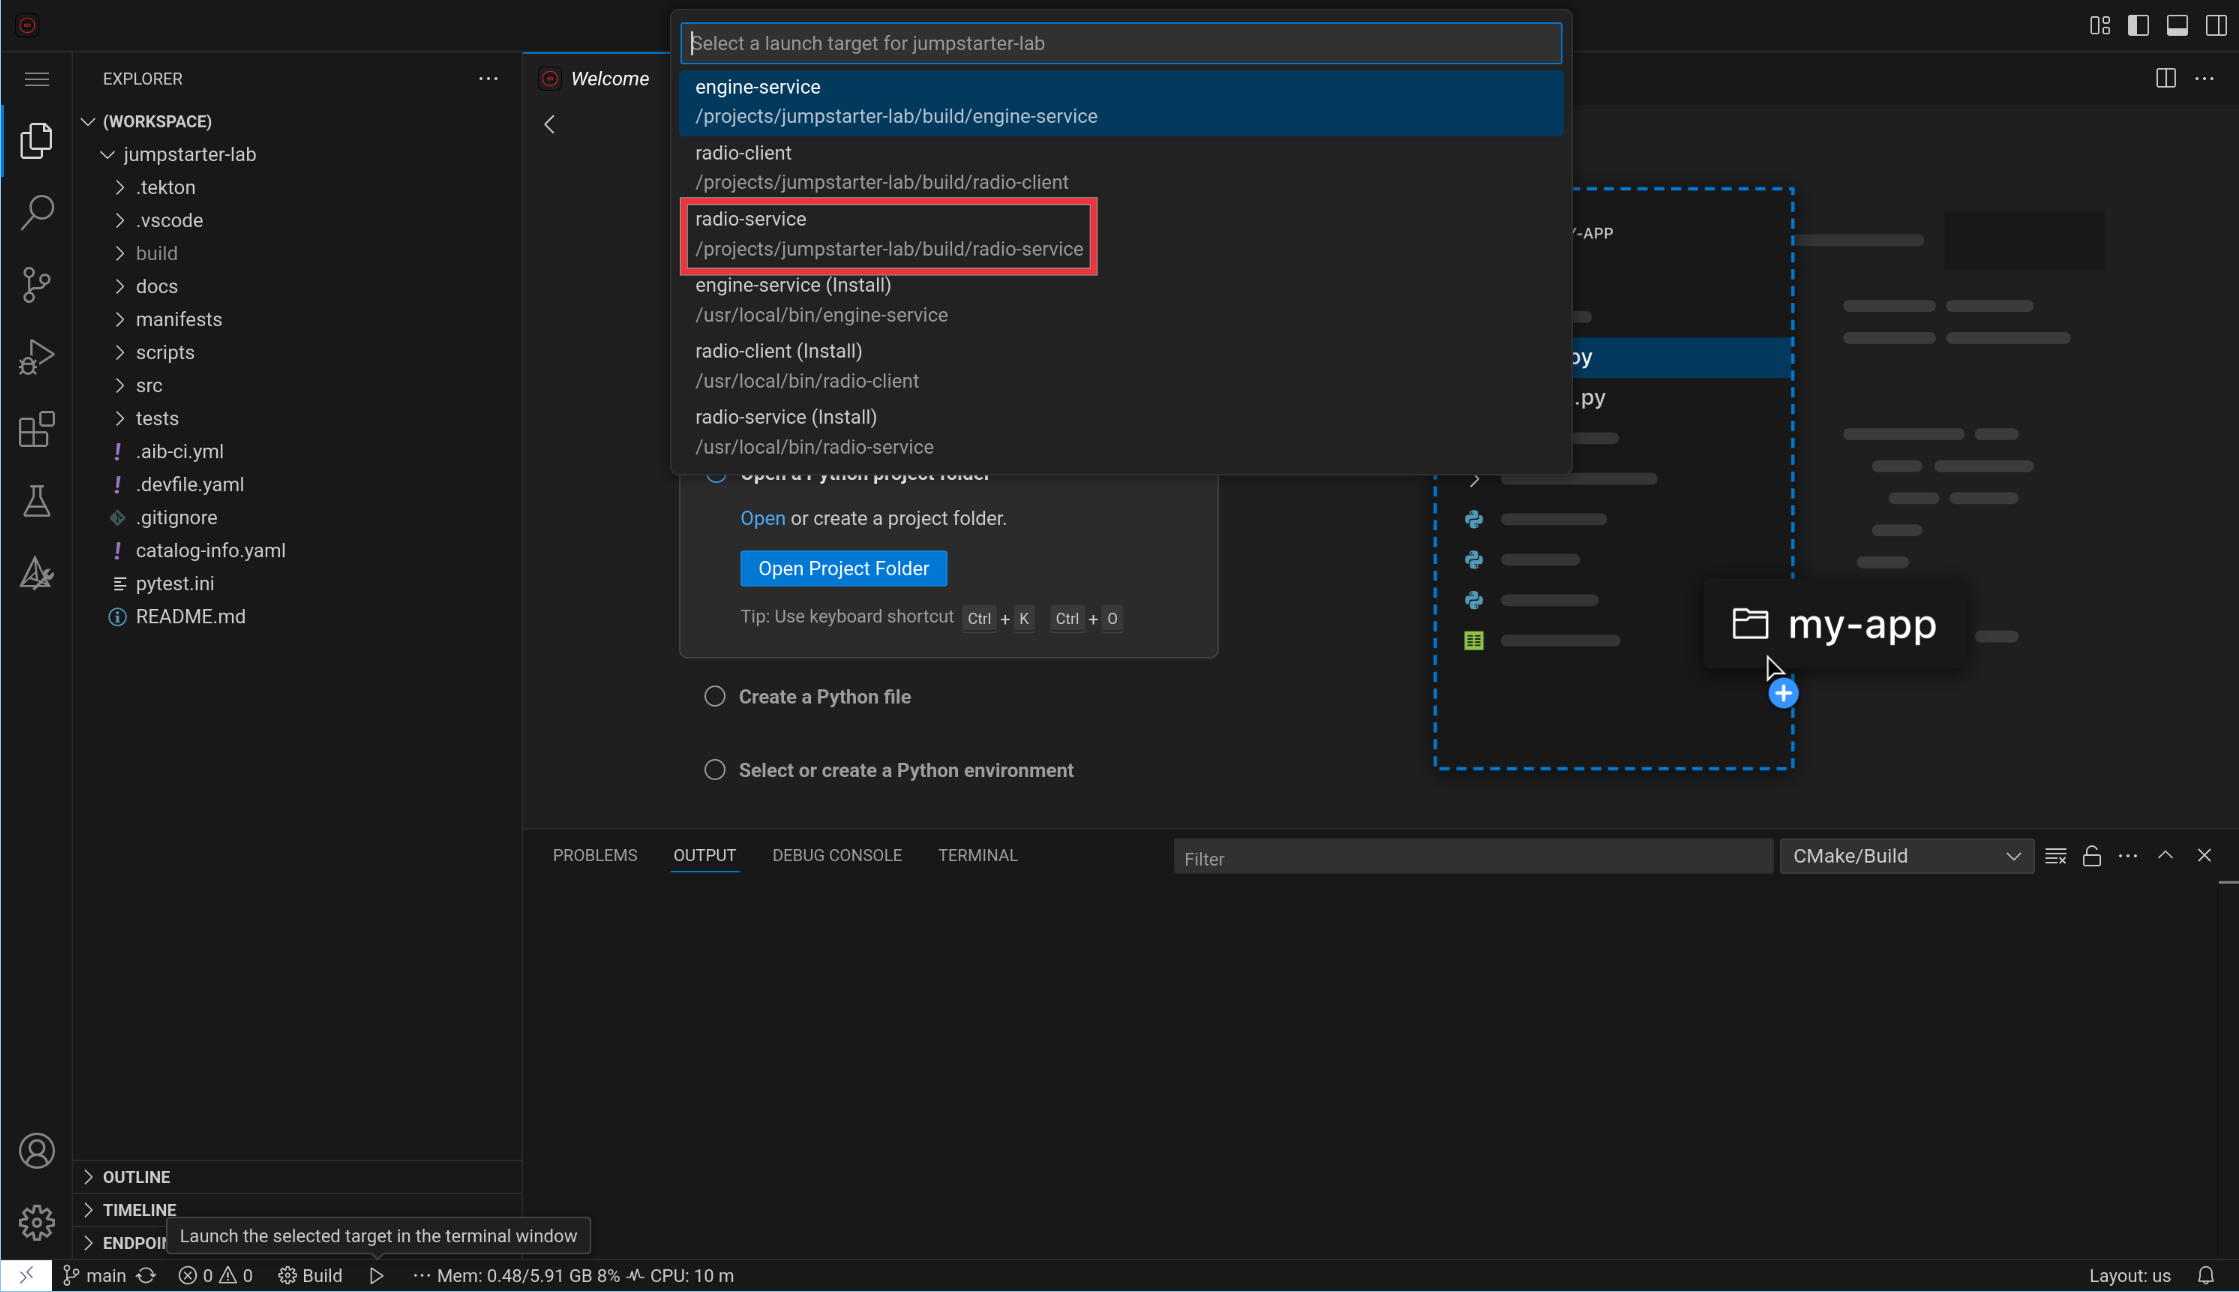 Select a launch target for jumpstarter-lab
engine-service
/projects/jumpstarter-lab/build/engine-service
radio-client
/projects/jumpstarter-lab/build/radio-client
radio-service
/projects/jumpstarter-lab/build/radio-service
engine-service (Install)
/usr/local/bin/engine-service
radio-client (Install)
/usr/local/bin/radio-client
radio-service (Install)
/usr/local/bin/radio-service
EXPLORER
(WORKSPACE)
jumpstarter-lab
.tekton
.vscode
build
docs
manifests
scripts
src
tests
.aib-ci.yml
.devfile.yaml
.gitignore
catalog-info.yaml
pytest.ini
README.md
OUTLINE
TIMELINE
ENDPOIN
Launch the selected target in the terminal window
Welcome
Open a Python project folder
Open or create a project folder.
Open Project Folder
Tip: Use keyboard shortcut Ctrl + K Ctrl + O
Create a Python file
Select or create a Python environment
Y-APP
py
.py
my-app
PROBLEMS OUTPUT DEBUG CONSOLE TERMINAL Filter CMake/Build
main 0 0 Build Mem: 0.48/5.91 GB 8% CPU: 10 m Layout: us